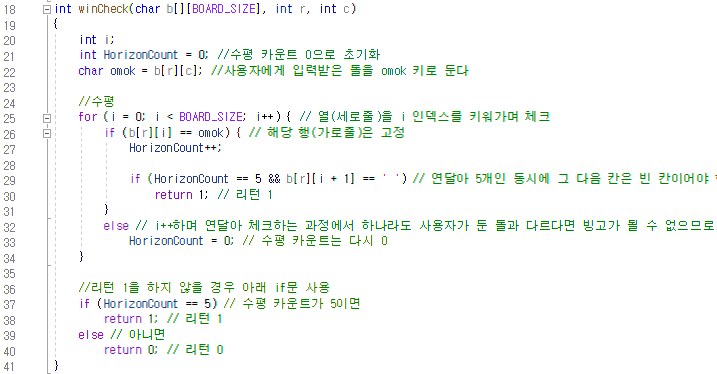 18 int winCheck(char b[][BOARD_SIZE], int r, int c)
19 {
20 int i;
21 int HorizonCount = 0; //수평 카운트 0으로 초기화
22 char omok = b[r][c]; //사용자에게 입력받은 돌을 omok 키로 둔다
23
24 //수평
25 for (i = 0; i < BOARD_SIZE; i++) { // 열(세로줄)을 i 인덱스를 키워가며 체크
26 if (b[r][i] == omok) { // 해당 행(가로줄)은 고정
27 HorizonCount++;
28
29 if (HorizonCount == 5 && b[r][i + 1] == ' ') // 연달아 5개인 동시에 그 다음 칸은 빈 칸이어야
30 return 1; // 리턴 1
31 }
32 else // i++하며 연달아 체크하는 과정에서 하나라도 사용자가 둔 돌과 다르다면 빙고가 될 수 없으므로
33 HorizonCount = 0; // 수평 카운트는 다시 0
34 }
35
36 //리턴 1을 하지 않을 경우 아래 if문 사용
37 if (HorizonCount == 5) // 수평 카운트가 5이면
38 return 1; // 리턴 1
39 else // 아니면
40 return 0; // 리턴 0
41 }